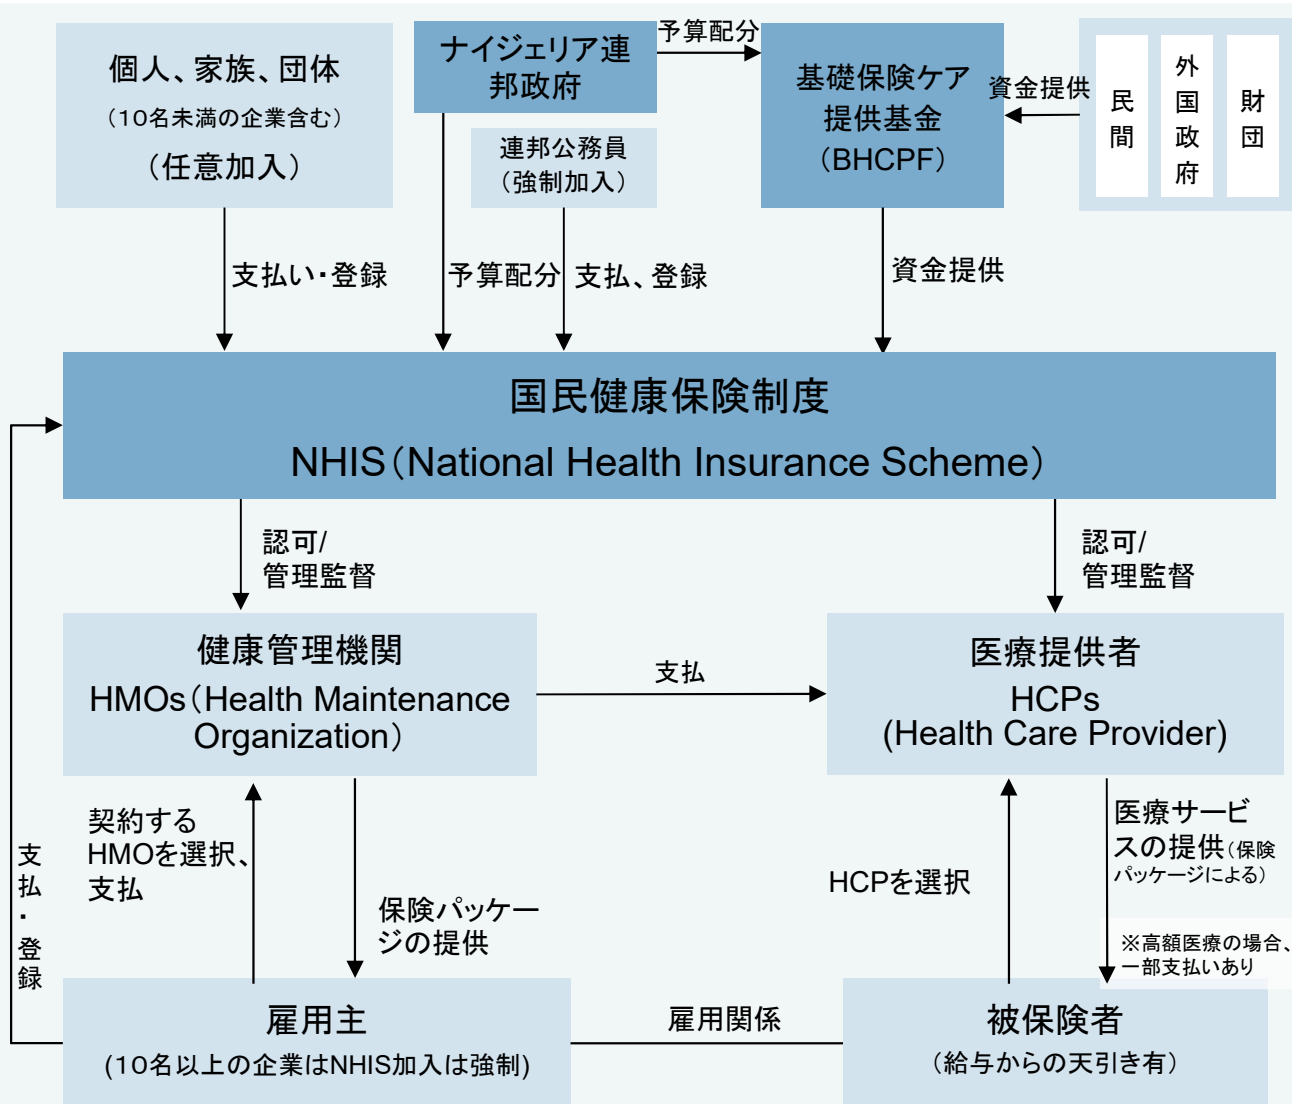 個人、家族、団体
（10名未満の企業含む）
（任意加入）
ナイジェリア連
邦政府
予算配分
基礎保険ケア
提供基金
（BHCPF）
資金提供
民間
外国政府
財団
連邦公務員
（強制加入）
支払い・登録
予算配分
支払、登録
資金提供
国民健康保険制度
NHIS（National Health Insurance Scheme）
認可/
管理監督
認可/
管理監督
健康管理機関
HMOs（Health Maintenance
Organization）
支払
医療提供者
HCPs
(Health Care Provider)
支払・登録
契約する
HMOを選択、
支払
保険パッケー
ジの提供
HCPを選択
医療サービ
スの提供（保険
パッケージによる）
※高額医療の場合、
一部支払いあり
雇用主
(10名以上の企業はNHIS加入は強制)
雇用関係
被保険者
（給与からの天引き有）